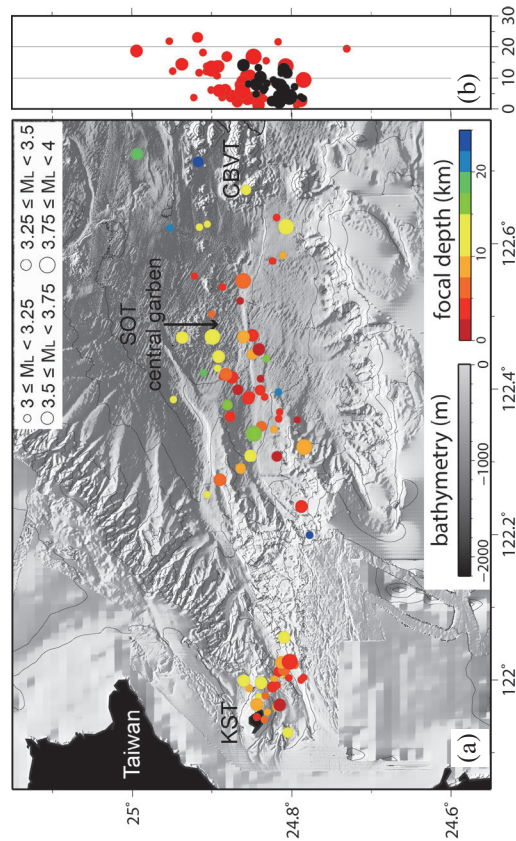 (b)
0 10 20 30
3 ≤ ML < 3.25
3.25 ≤ ML < 3.5
3.5 ≤ ML < 3.75
3.75 ≤ ML < 4
Taiwan
SOT
central garben
KST
CBVT
bathymetry (m)
−2000 −1000 0
focal depth (km)
0 10 20
(a)
25°
24.8°
24.6°
122° 122.2° 122.4° 122.6°